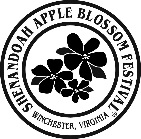 SHENANDOAH APPLE BLOSSOM FESTIVAL
WINCHESTER, VIRGINIA